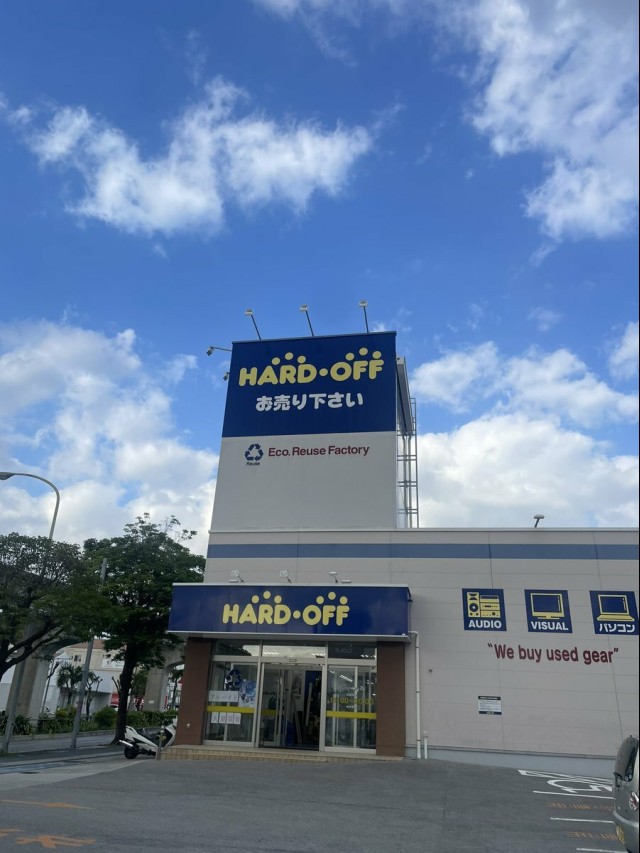 HARD・OFF
お売り下さい
Reuse
Eco. Reuse Factory
HARD・OFF
AUDIO
VISUAL
パソコン
"We buy used gear"